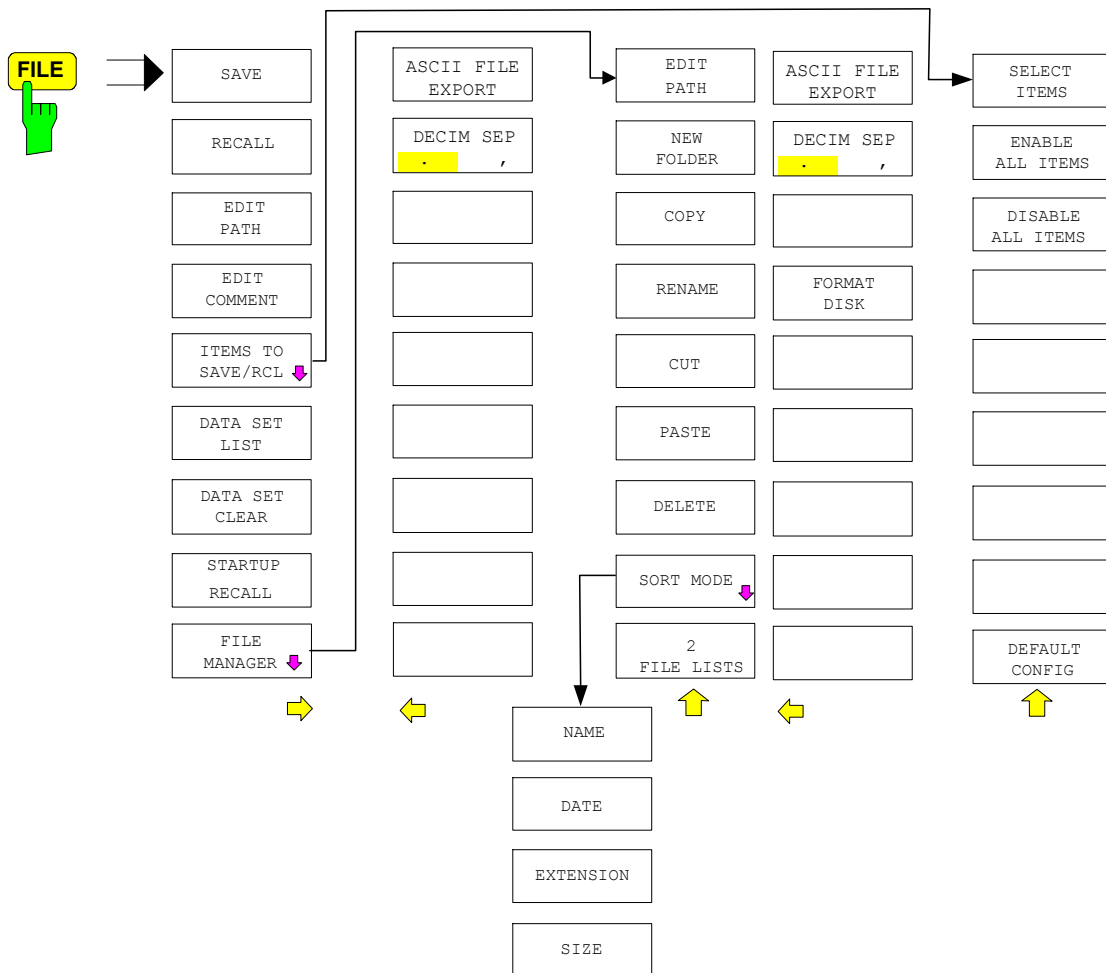 FILE
SAVE
RECALL
EDIT
PATH
EDIT
COMMENT
ITEMS TO
SAVE/RCL
DATA SET
LIST
DATA SET
CLEAR
STARTUP
RECALL
FILE
MANAGER
ASCII FILE
EXPORT
DECIM SEP
. ,
EDIT
PATH
NEW
FOLDER
COPY
RENAME
CUT
PASTE
DELETE
SORT MODE
2
FILE LISTS
ASCII FILE
EXPORT
DECIM SEP
. ,
FORMAT
DISK
SELECT
ITEMS
ENABLE
ALL ITEMS
DISABLE
ALL ITEMS
DEFAULT
CONFIG
NAME
DATE
EXTENSION
SIZE